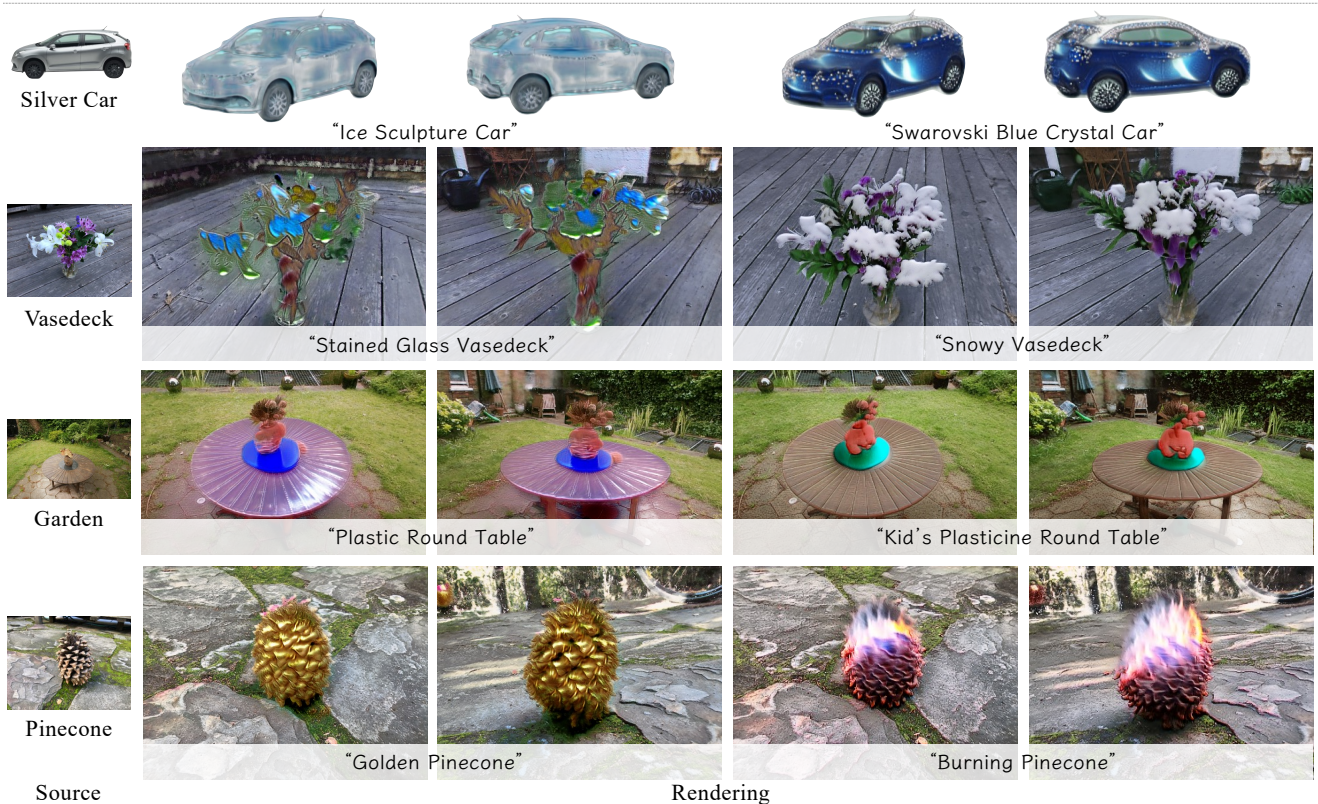 Silver Car
“Ice Sculpture Car”
“Swarovski Blue Crystal Car”
Vasedeck
“Stained Glass Vasedeck”
“Snowy Vasedeck”
Garden
“Plastic Round Table”
“Kid's Plasticine Round Table”
Pinecone
“Golden Pinecone”
“Burning Pinecone”
Source
Rendering